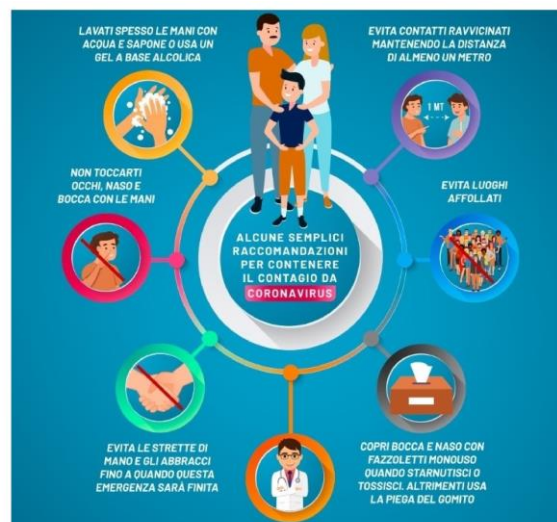 LAVATI SPESSO LE MANI CON
ACQUA E SAPONE O USA UN
GEL A BASE ALCOLICA
EVITA CONTATTI RAVVICINATI
MANTENENDO LA DISTANZA
DI ALMENO UN METRO
1 MT
NON TOCCARTI
OCCHI, NASO E
BOCCA CON LE MANI
EVITA LUOGHI
AFFOLLATI
ALCUNE SEMPLICI
RACCOMANDAZIONI
PER CONTENERE
IL CONTAGIO DA
CORONAVIRUS
EVITA LE STRETTE DI
MANO E GLI ABBRACCI
FINO A QUANDO QUESTA
EMERGENZA SARÀ FINITA
COPRI BOCCA E NASO CON
FAZZOLETTI MONOUSO
QUANDO STARNUTISCI O
TOSSISCI. ALTRIMENTI USA
LA PIEGA DEL GOMITO